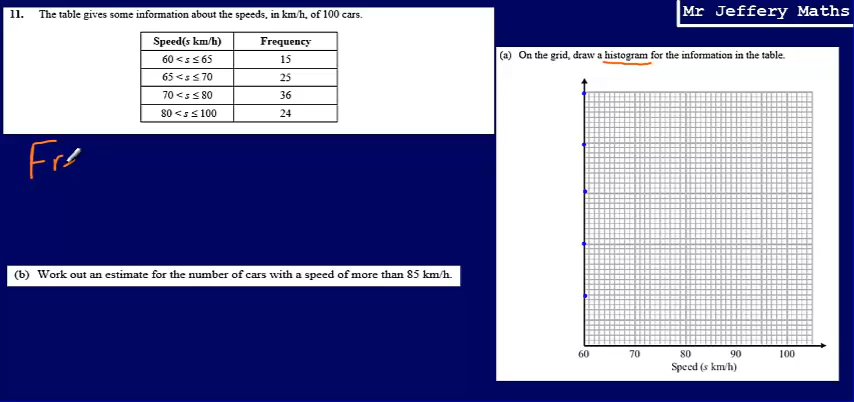 Mr Jeffery Maths
11. The table gives some information about the speeds, in km/h, of 100 cars.
Speed(s km/h) Frequency
60 < s ≤ 65 15
65 < s ≤ 70 25
70 < s ≤ 80 36
80 < s ≤ 100 24
Fr
(b) Work out an estimate for the number of cars with a speed of more than 85 km/h.
(a) On the grid, draw a histogram for the information in the table.
60 70 80 90 100
Speed (s km/h)